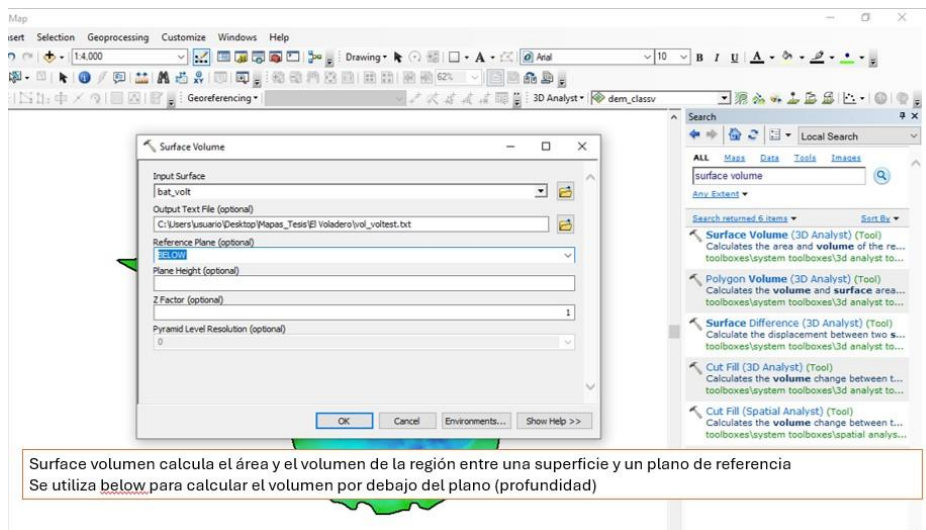 Map
nsert Selection Geoprocessing Customize Windows Help
1:4.000 Drawing Arial 10 B I U A
62%
Georeferencing 3D Analyst dem_classv
Surface Volume
Input Surface
bat_volt
Output Text File (optional)
C:\Users\usuario\Desktop\Mapas_Tesis\El Voladero\vol_voltest.txt
Reference Plane (optional)
BELOW
Plane Height (optional)
Z Factor (optional)
1
Pyramid Level Resolution (optional)
0
OK Cancel Environments... Show Help >>
Search
Local Search
ALL Maps Data Tools Images
surface volume
Any Extent
Search returned 6 items Sort By
Surface Volume (3D Analyst) (Tool)
Calculates the area and volume of the re...
toolboxes\system toolboxes\3d analyst to...
Polygon Volume (3D Analyst) (Tool)
Calculates the volume and surface area...
toolboxes\system toolboxes\3d analyst to...
Surface Difference (3D Analyst) (Tool)
Calculate the displacement between two s...
toolboxes\system toolboxes\3d analyst to...
Cut Fill (3D Analyst) (Tool)
Calculates the volume change between t...
toolboxes\system toolboxes\3d analyst to...
Cut Fill (Spatial Analyst) (Tool)
Calculates the volume change between t...
toolboxes\system toolboxes\spatial analys...
Surface volumen calcula el área y el volumen de la región entre una superficie y un plano de referencia
Se utiliza below para calcular el volumen por debajo del plano (profundidad)